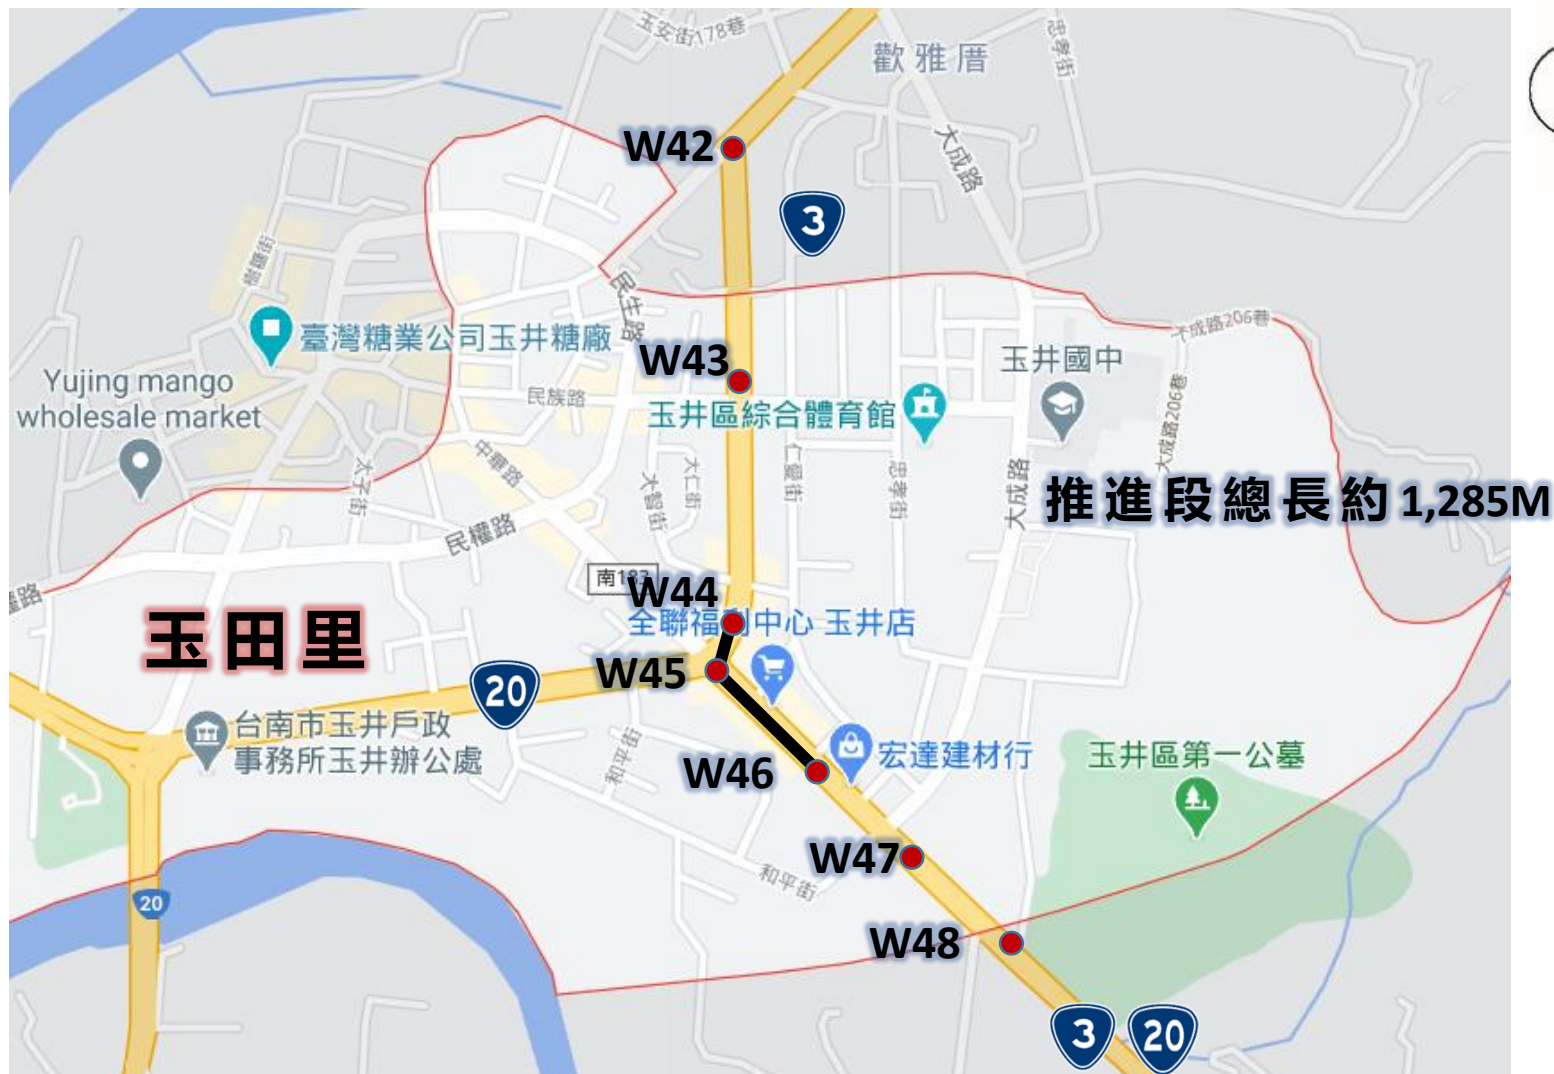 玉安街178巷
歡雅厝
忠孝街
W42
大成路
3
樹糖街
民生路
臺灣糖業公司玉井糖廠
大成路206巷
W43
玉井國中
Yujing mango
wholesale market
民族路
玉井區綜合體育館
大成路206巷
中華路
太子街
大仁街
大智街
仁愛街
忠孝街
大成路
推進段總長約1,285M
民權路
南183
W44
全聯福利中心 玉井店
玉田里
W45
20
台南市玉井戶政
事務所玉井辦公處
和平街
W46
宏達建材行
玉井區第一公墓
W47
和平街
20
W48
3
20